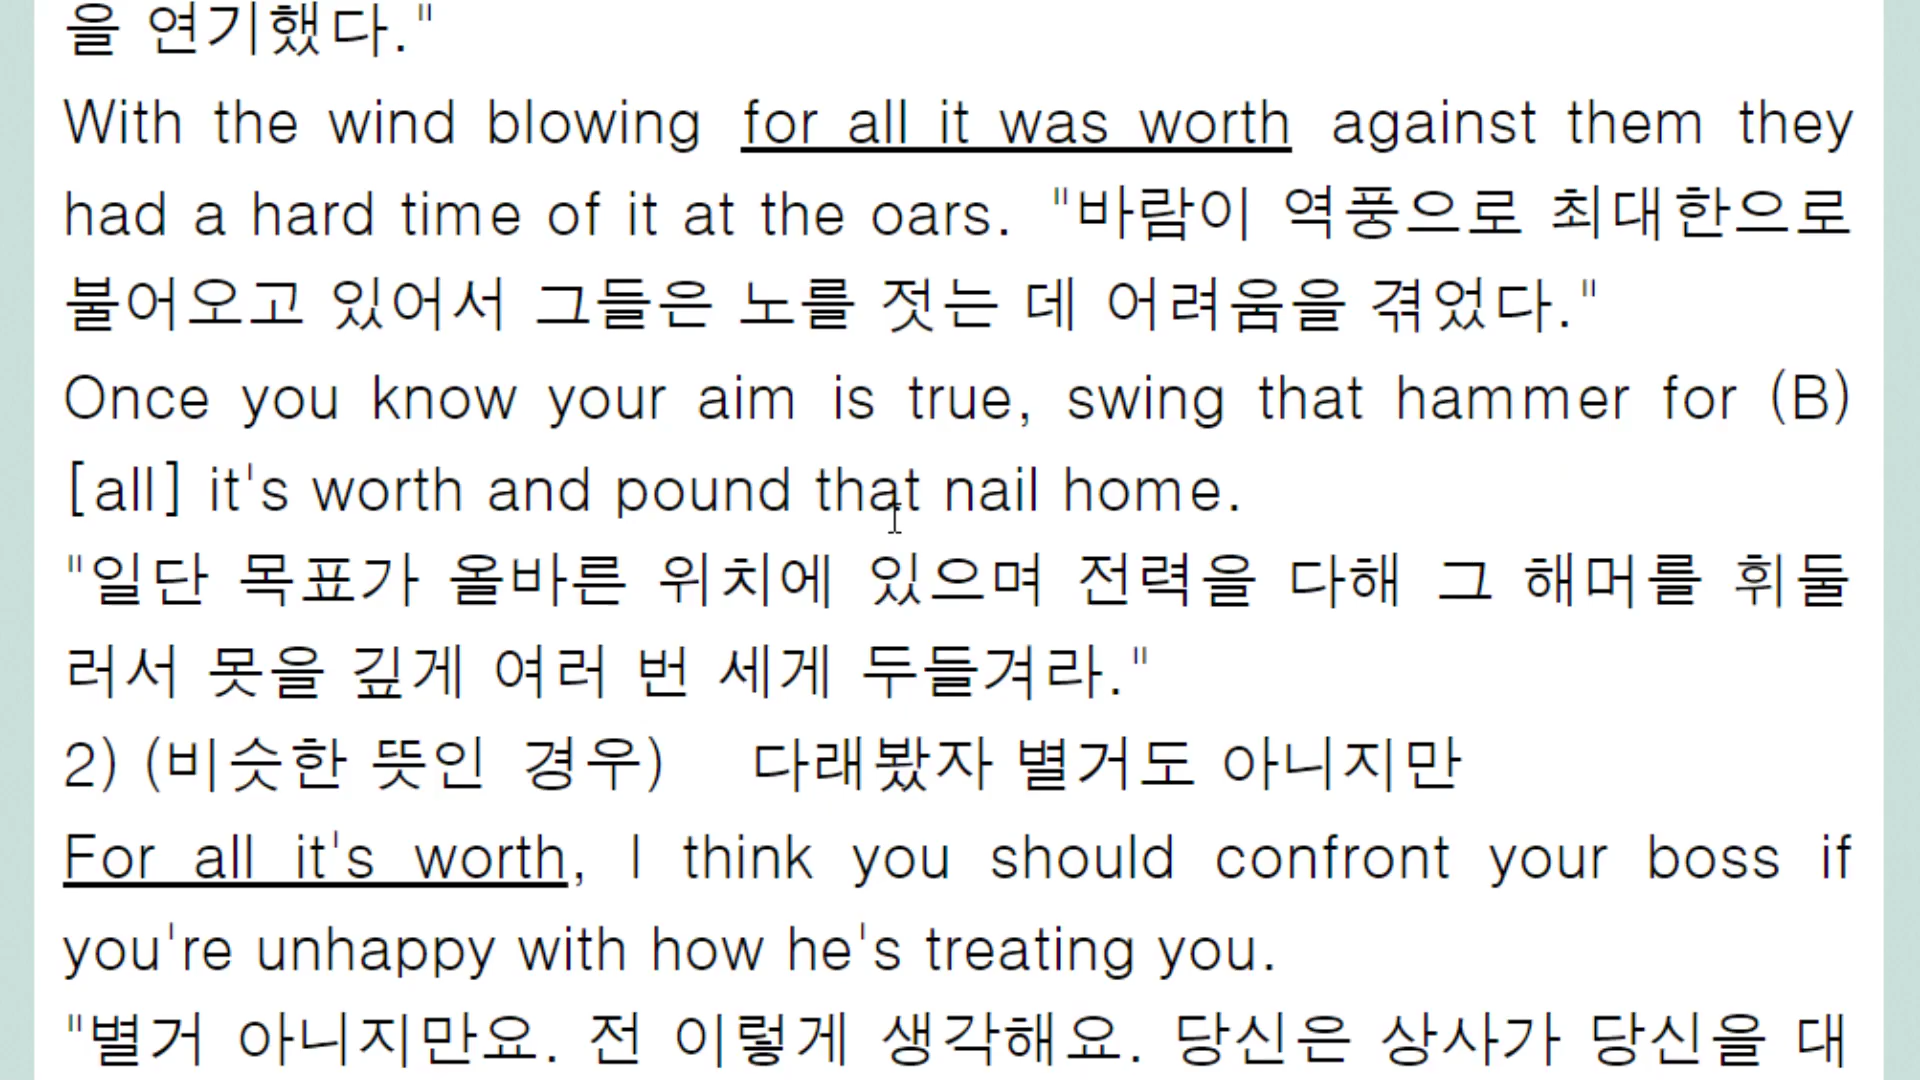 을 연기했다."
With the wind blowing for all it was worth against them they
had a hard time of it at the oars. "바람이 역풍으로 최대한으로
불어오고 있어서 그들은 노를 젓는 데 어려움을 겪었다."
Once you know your aim is true, swing that hammer for (B)
[all] it's worth and pound that nail home.
"일단 목표가 올바른 위치에 있으며 전력을 다해 그 해머를 휘둘
러서 못을 깊게 여러 번 세게 두들겨라."
2) (비슷한 뜻인 경우) 다래봤자 별거도 아니지만
For all it's worth, I think you should confront your boss if
you're unhappy with how he's treating you.
"별거 아니지만요. 전 이렇게 생각해요. 당신은 상사가 당신을 대